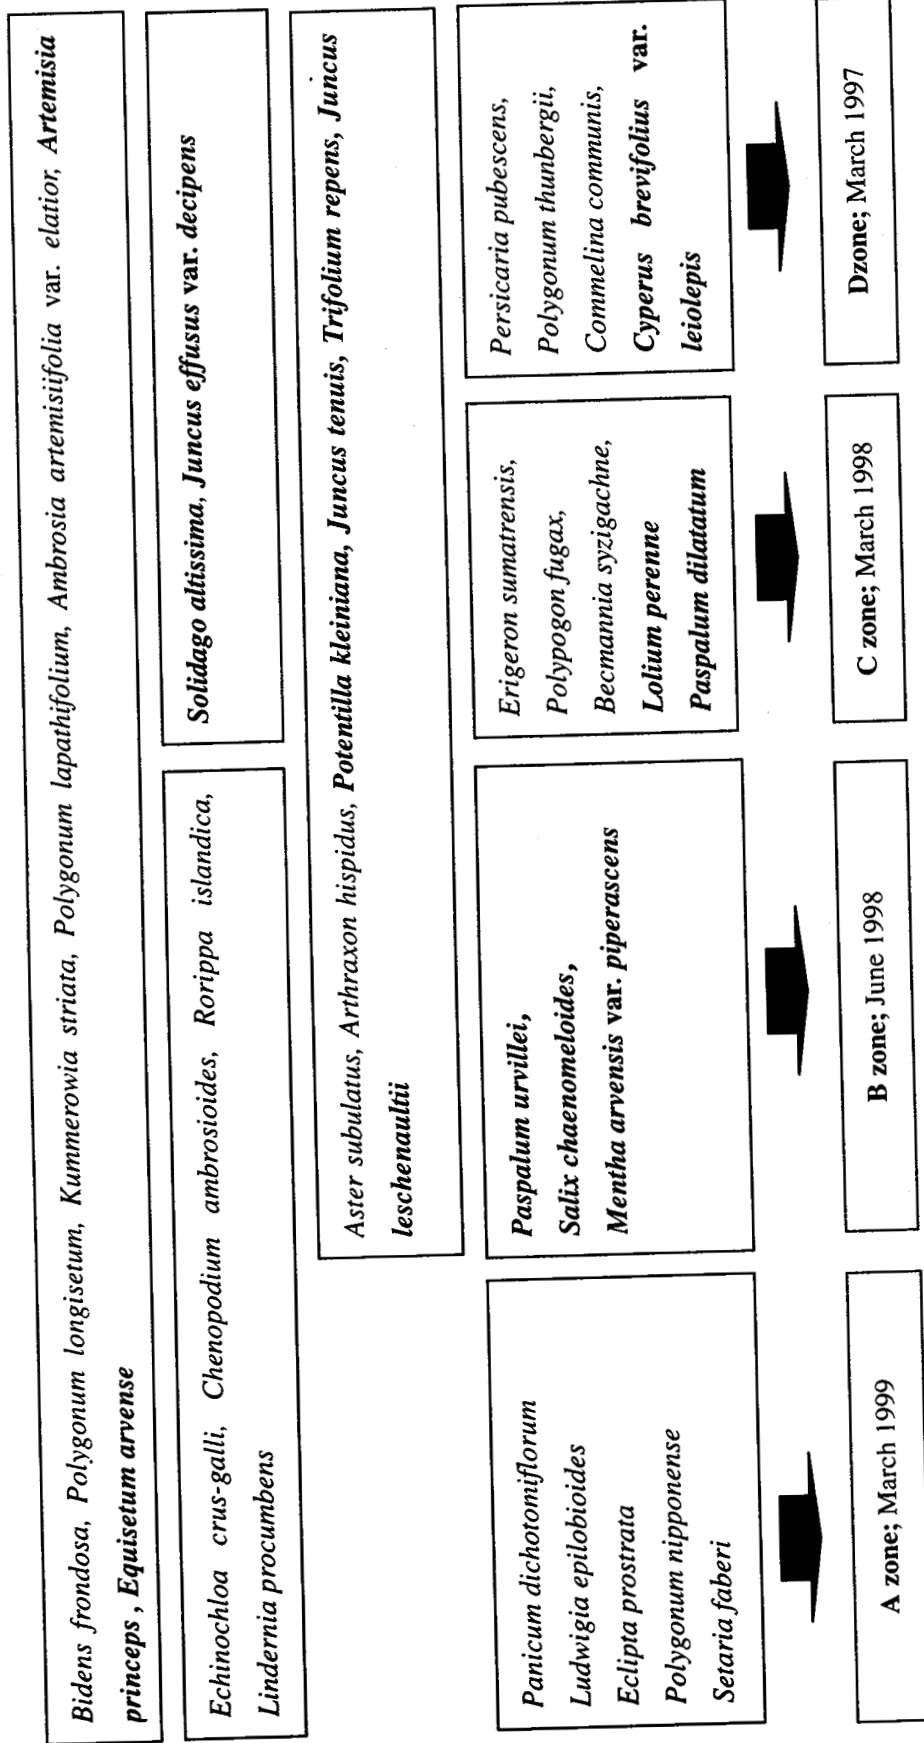 Bidens frondosa, Polygonum longisetum, Kummerowia striata, Polygonum lapathifolium, Ambrosia artemisiifolia var. elatior, Artemisia
princeps , Equisetum arvense
Echinochloa crus-galli, Chenopodium ambrosioides, Rorippa islandica,
Lindernia procumbens
Solidago altissima, Juncus effusus var. decipens
Aster subulatus, Arthraxon hispidus, Potentilla kleiniana, Juncus tenuis, Trifolium repens, Juncus
leschenaultii
Panicum dichotomiflorum
Ludwigia epilobioides
Eclipta prostrata
Polygonum nipponense
Setaria faberi
Paspalum urvillei,
Salix chaenomeloides,
Mentha arvensis var. piperascens
Erigeron sumatrensis,
Polypogon fugax,
Becmannia syzigachne,
Lolium perenne
Paspalum dilatatum
Persicaria pubescens,
Polygonum thunbergii,
Commelina communis,
Cyperus brevifolius var.
leiolepis
A zone; March 1999
B zone; June 1998
C zone; March 1998
Dzone; March 1997